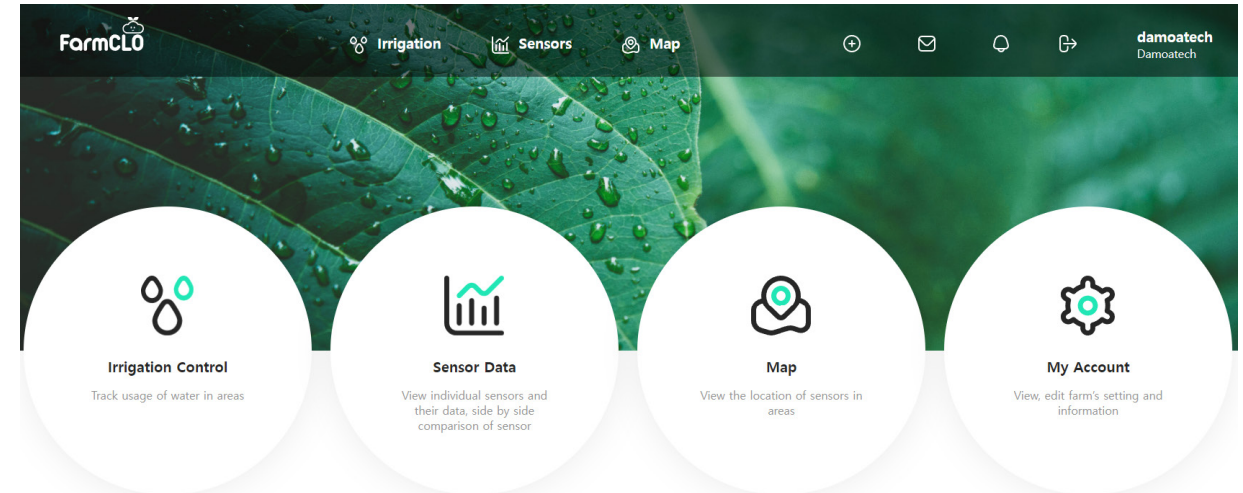 FarmCLO
Irrigation
Sensors
Map
damoatech
Damoatech
Irrigation Control
Track usage of water in areas
Sensor Data
View individual sensors and
their data, side by side
comparison of sensor
Map
View the location of sensors in
areas
My Account
View, edit farm's setting and
information